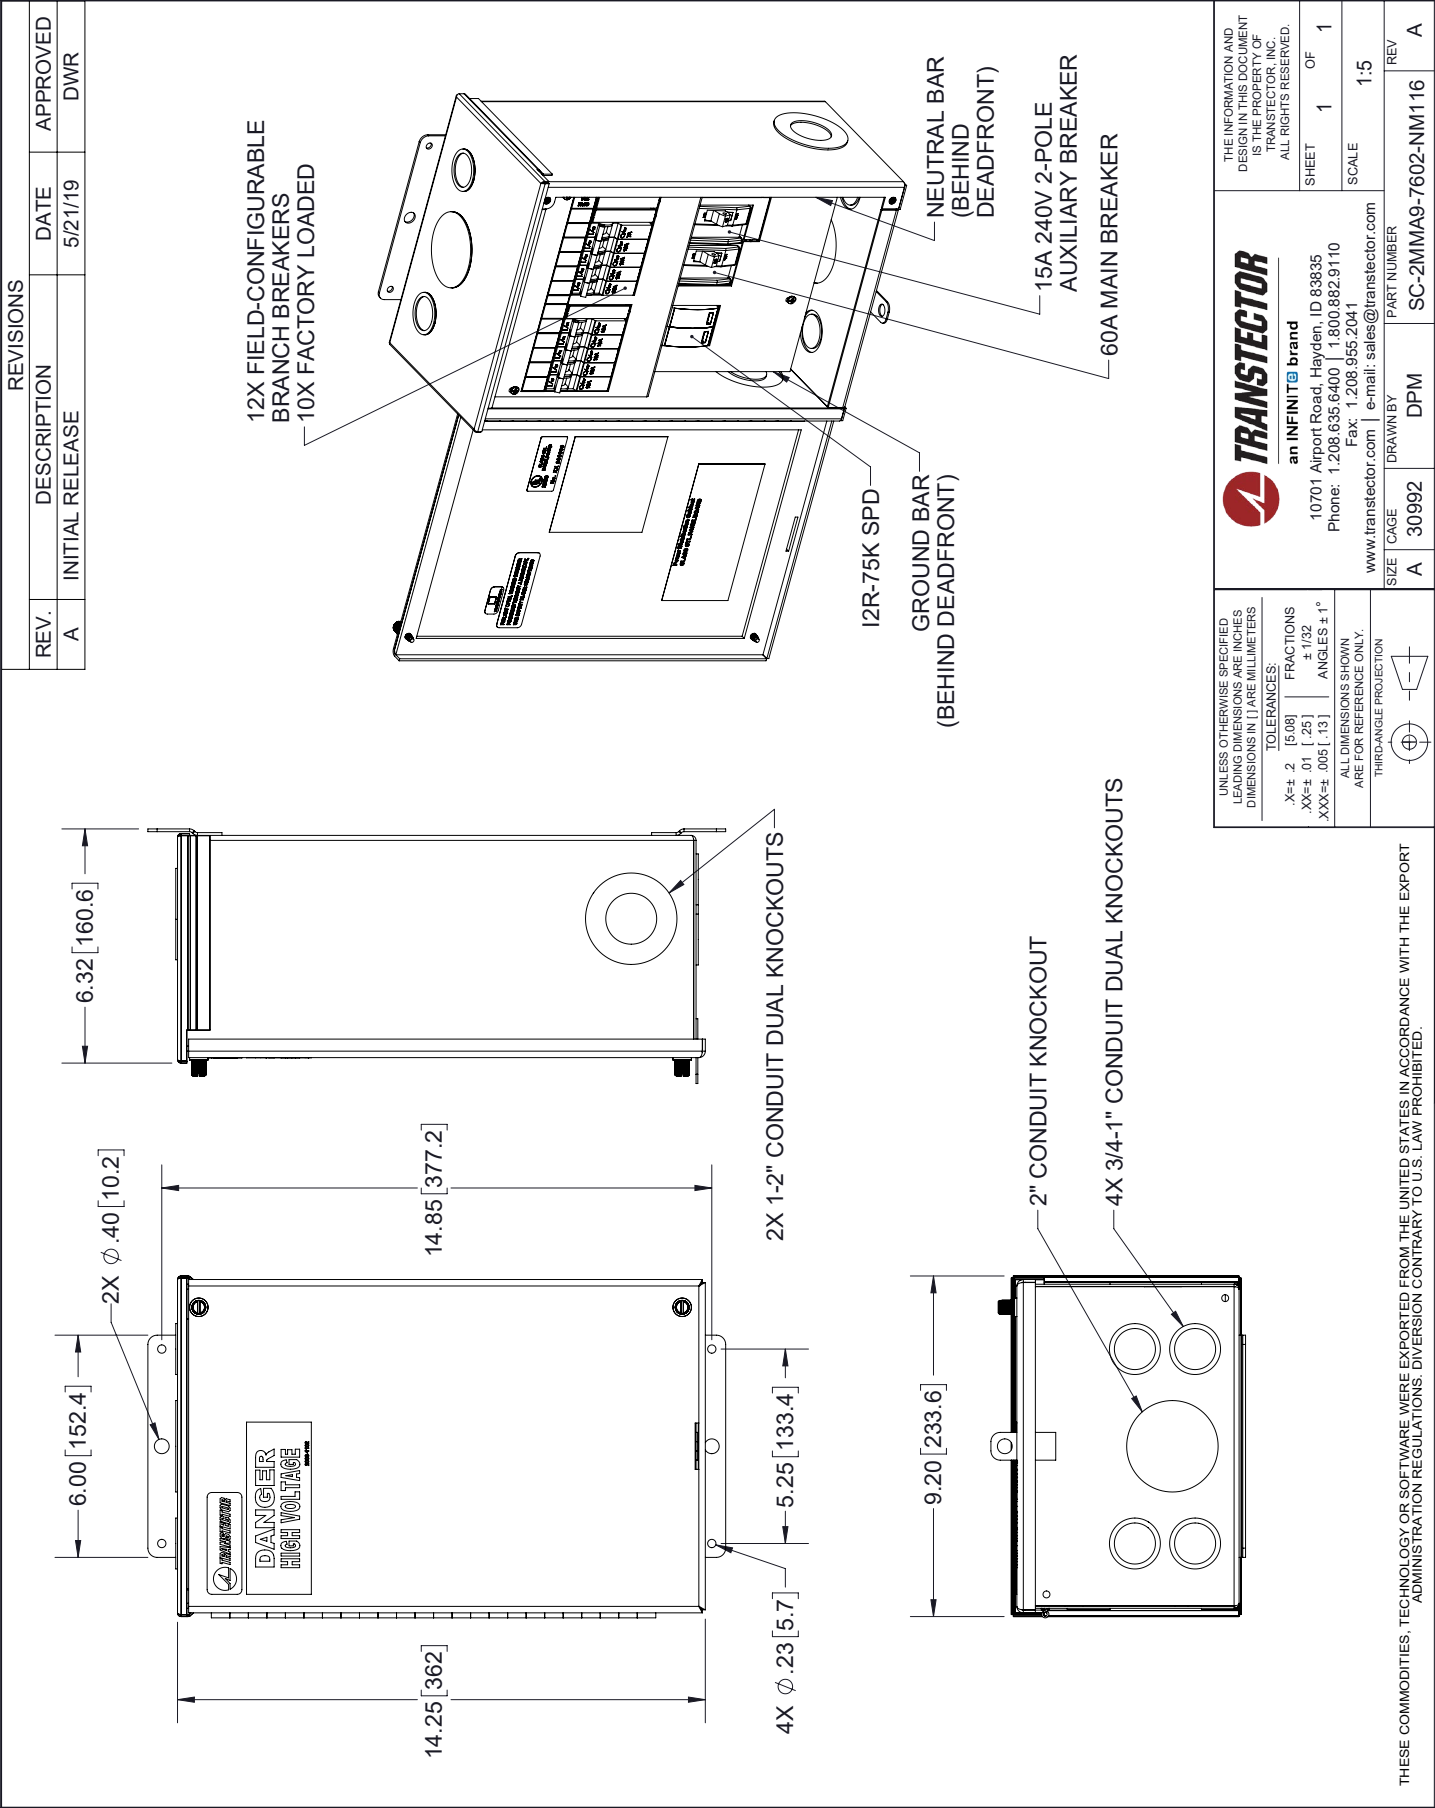 REVISIONS
REV.
DESCRIPTION
DATE
APPROVED
A
INITIAL RELEASE
5/21/19
DWR
6.00 [152.4]
2X Ø .40 [10.2]
14.25 [362]
14.85 [377.2]
4X Ø .23 [5.7]
5.25 [133.4]
TRANSTECTOR
DANGER
HIGH VOLTAGE
6.32 [160.6]
2X 1-2" CONDUIT DUAL KNOCKOUTS
9.20 [233.6]
2" CONDUIT KNOCKOUT
4X 3/4-1" CONDUIT DUAL KNOCKOUTS
12X FIELD-CONFIGURABLE
BRANCH BREAKERS
10X FACTORY LOADED
I2R-75K SPD
GROUND BAR
(BEHIND DEADFRONT)
NEUTRAL BAR
(BEHIND
DEADFRONT)
15A 240V 2-POLE
AUXILIARY BREAKER
60A MAIN BREAKER
THESE COMMODITIES, TECHNOLOGY OR SOFTWARE WERE EXPORTED FROM THE UNITED STATES IN ACCORDANCE WITH THE EXPORT
ADMINISTRATION REGULATIONS. DIVERSION CONTRARY TO U.S. LAW PROHIBITED.
UNLESS OTHERWISE SPECIFIED
LEADING DIMENSIONS ARE INCHES
DIMENSIONS IN [ ] ARE MILLIMETERS
TOLERANCES:
.X=± .2 [5.08]
.XX=± .01 [ .25 ]
.XXX=± .005 [ .13 ]
FRACTIONS
± 1/32
ANGLES ± 1°
ALL DIMENSIONS SHOWN
ARE FOR REFERENCE ONLY.
THIRD-ANGLE PROJECTION
TRANSTECTOR
an INFINITe brand
10701 Airport Road, Hayden, ID 83835
Phone: 1.208.635.6400 | 1.800.882.9110
Fax: 1.208.955.2041
www.transtector.com | e-mail: sales@transtector.com
THE INFORMATION AND
DESIGN IN THIS DOCUMENT
IS THE PROPERTY OF
TRANSTECTOR, INC.
ALL RIGHTS RESERVED.
SHEET 1 OF 1
SCALE 1:5
SIZE A
CAGE 30992
DRAWN BY DPM
PART NUMBER SC-2MMA9-7602-NM116
REV A